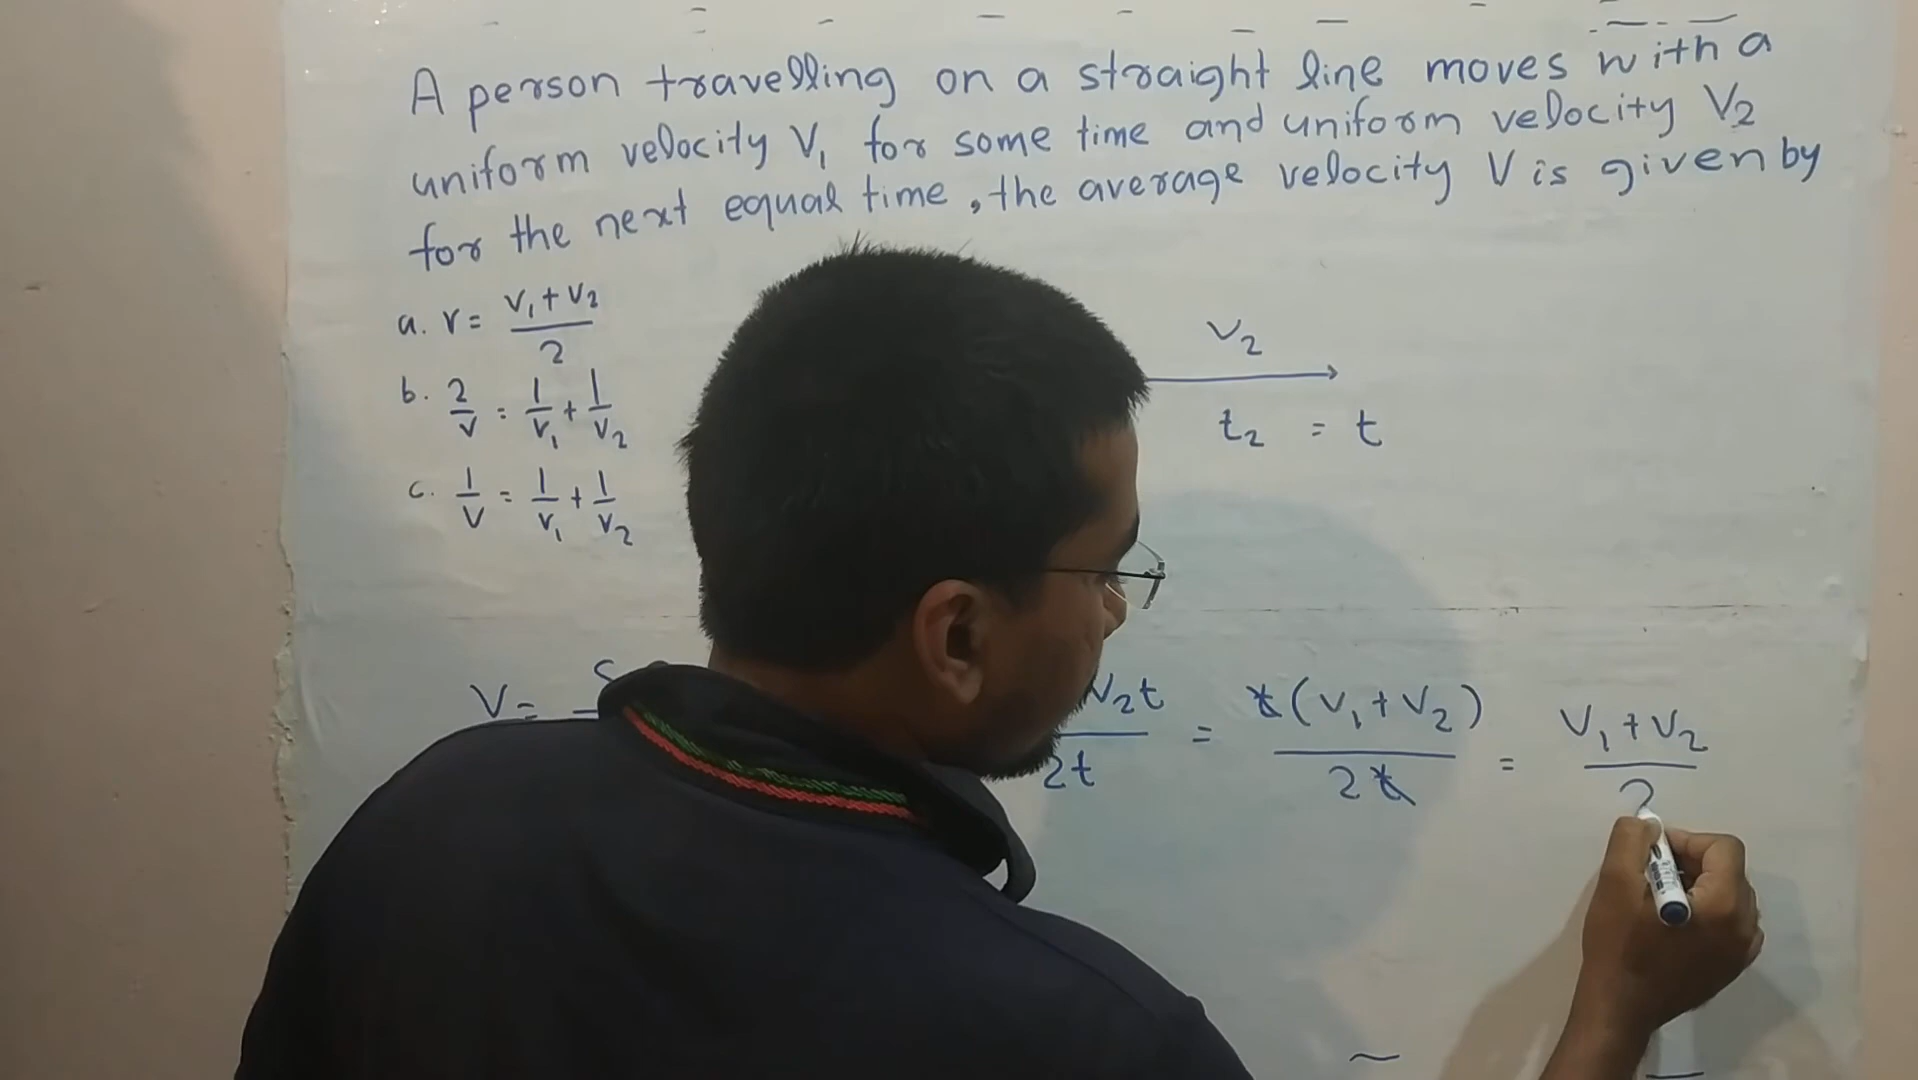 A person travelling on a straight line moves with a
uniform velocity V₁ for some time and uniform velocity V₂
for the next equal time, the average velocity V is given by
a. v = (v₁ + v₂)/2
b. 2/v = 1/v₁ + 1/v₂
c. 1/v = 1/v₁ + 1/v₂
v₂
t₂ = t
V = V₂t/2t = t(v₁ + v₂)/2t = (v₁ + v₂)/2